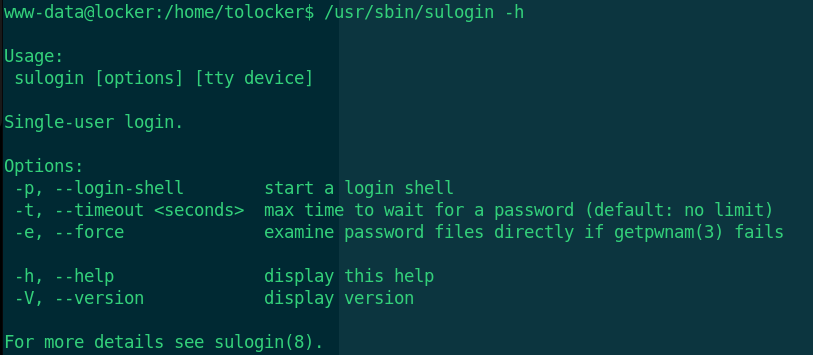 www-data@locker:/home/tolocker$ /usr/sbin/sulogin -h
Usage:
sulogin [options] [tty device]
Single-user login.
Options:
-p, --login-shell        start a login shell
-t, --timeout <seconds>  max time to wait for a password (default: no limit)
-e, --force              examine password files directly if getpwnam(3) fails
-h, --help               display this help
-V, --version            display version
For more details see sulogin(8).